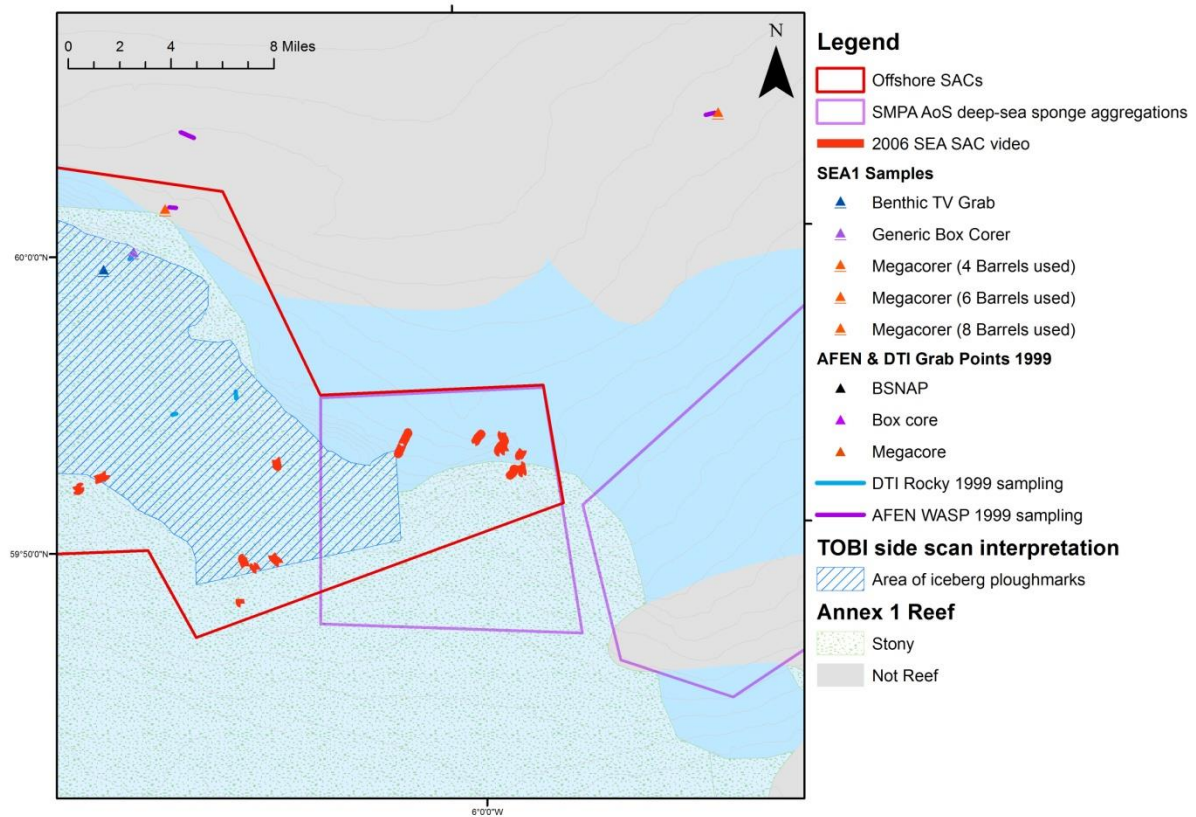 0 2 4 8 Miles
N
60°0'0"N
59°50'0"N
6°0'0"W
Legend
Offshore SACs
SMPA AoS deep-sea sponge aggregations
2006 SEA SAC video
SEA1 Samples
Benthic TV Grab
Generic Box Corer
Megacorer (4 Barrels used)
Megacorer (6 Barrels used)
Megacorer (8 Barrels used)
AFEN & DTI Grab Points 1999
BSNAP
Box core
Megacore
DTI Rocky 1999 sampling
AFEN WASP 1999 sampling
TOBI side scan interpretation
Area of iceberg ploughmarks
Annex 1 Reef
Stony
Not Reef